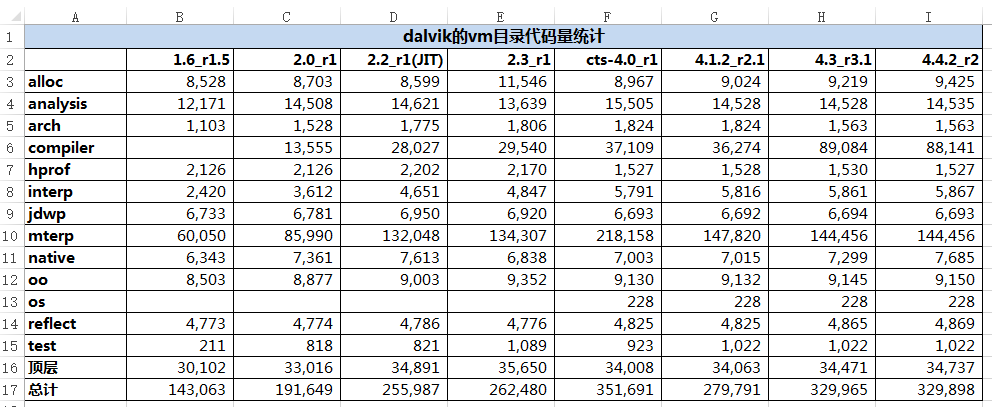 A B C D E F G H I
1 dalvik的vm目录代码量统计
2 1.6_r1.5 2.0_r1 2.2_r1(JIT) 2.3_r1 cts-4.0_r1 4.1.2_r2.1 4.3_r3.1 4.4.2_r2
3 alloc 8,528 8,703 8,599 11,546 8,967 9,024 9,219 9,425
4 analysis 12,171 14,508 14,621 13,639 15,505 14,528 14,528 14,535
5 arch 1,103 1,528 1,775 1,806 1,824 1,824 1,563 1,563
6 compiler 13,555 28,027 29,540 37,109 36,274 89,084 88,141
7 hprof 2,126 2,126 2,202 2,170 1,527 1,528 1,530 1,527
8 interp 2,420 3,612 4,651 4,847 5,791 5,816 5,861 5,867
9 jdwp 6,733 6,781 6,950 6,920 6,693 6,692 6,694 6,693
10 mterp 60,050 85,990 132,048 134,307 218,158 147,820 144,456 144,456
11 native 6,343 7,361 7,613 6,838 7,003 7,015 7,299 7,685
12 oo 8,503 8,877 9,003 9,352 9,130 9,132 9,145 9,150
13 os 228 228 228 228
14 reflect 4,773 4,774 4,786 4,776 4,825 4,825 4,865 4,869
15 test 211 818 821 1,089 923 1,022 1,022 1,022
16 顶层 30,102 33,016 34,891 35,650 34,008 34,063 34,471 34,737
17 总计 143,063 191,649 255,987 262,480 351,691 279,791 329,965 329,898